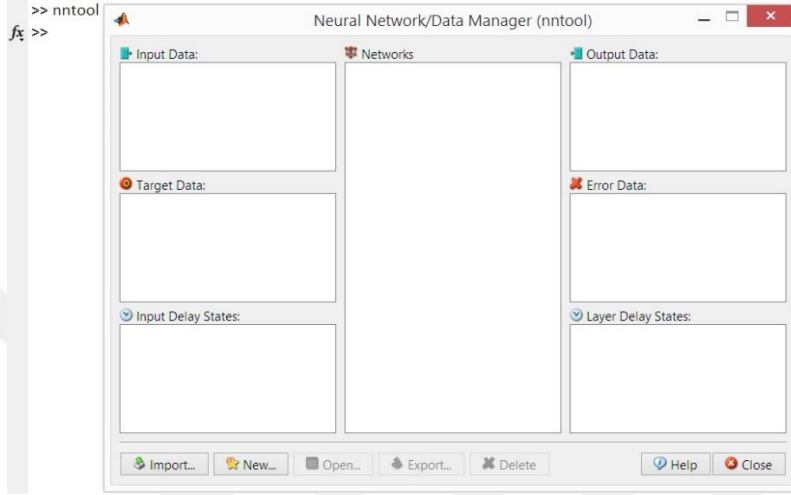 >> nntool
fx >>
Neural Network/Data Manager (nntool)
Input Data:
Networks
Output Data:
Target Data:
Error Data:
Input Delay States:
Layer Delay States:
Import...
New...
Open...
Export...
Delete
Help
Close